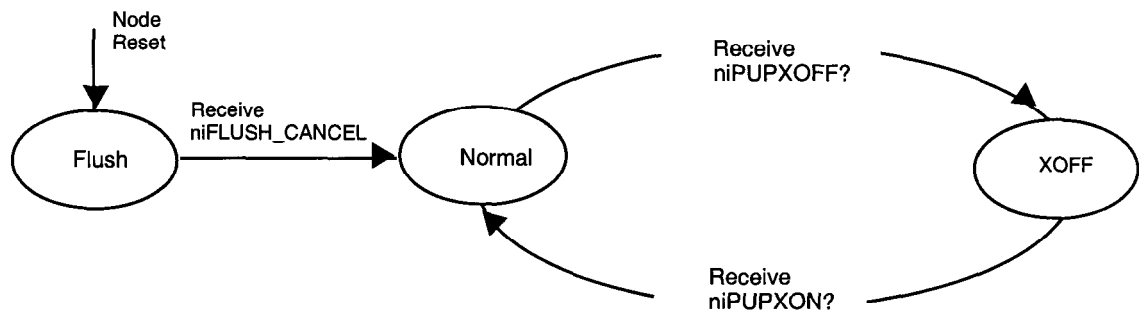 Node
Reset
Receive
niPUPXOFF?
Receive
niFLUSH_CANCEL
Flush
Normal
XOFF
Receive
niPUPXON?